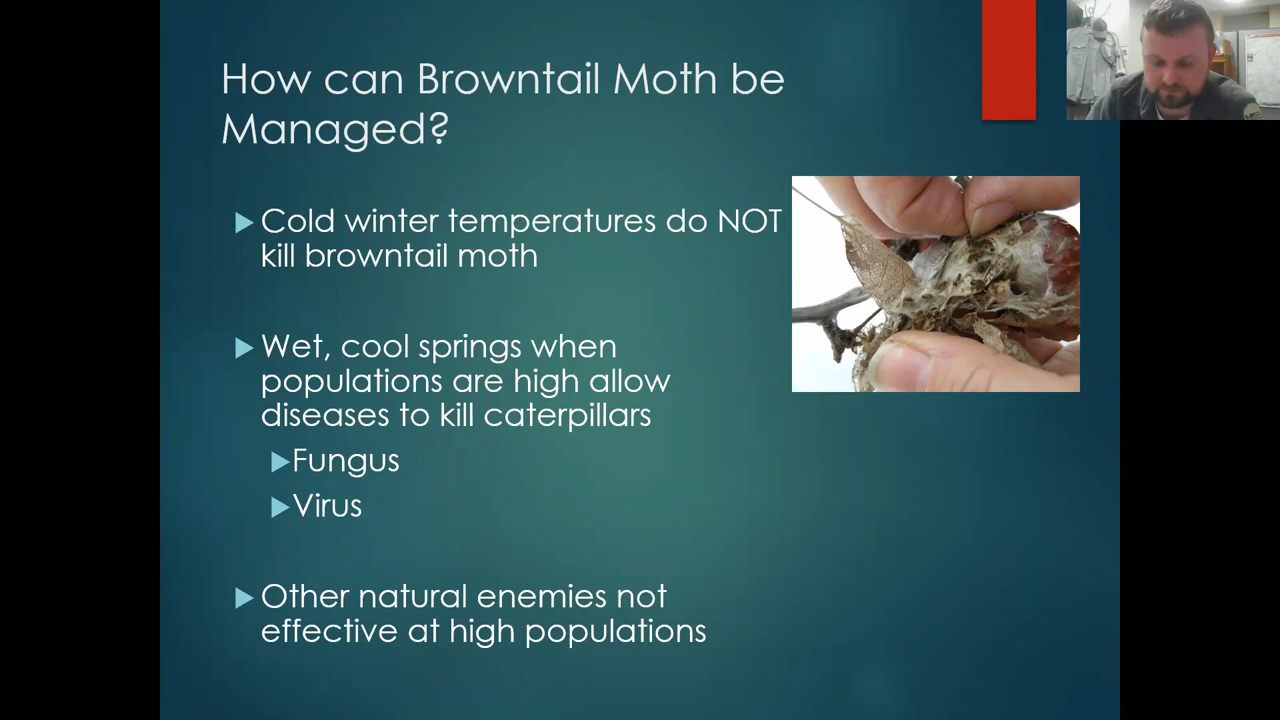 How can Browntail Moth be
Managed?
Cold winter temperatures do NOT
kill browntail moth
Wet, cool springs when
populations are high allow
diseases to kill caterpillars
Fungus
Virus
Other natural enemies not
effective at high populations